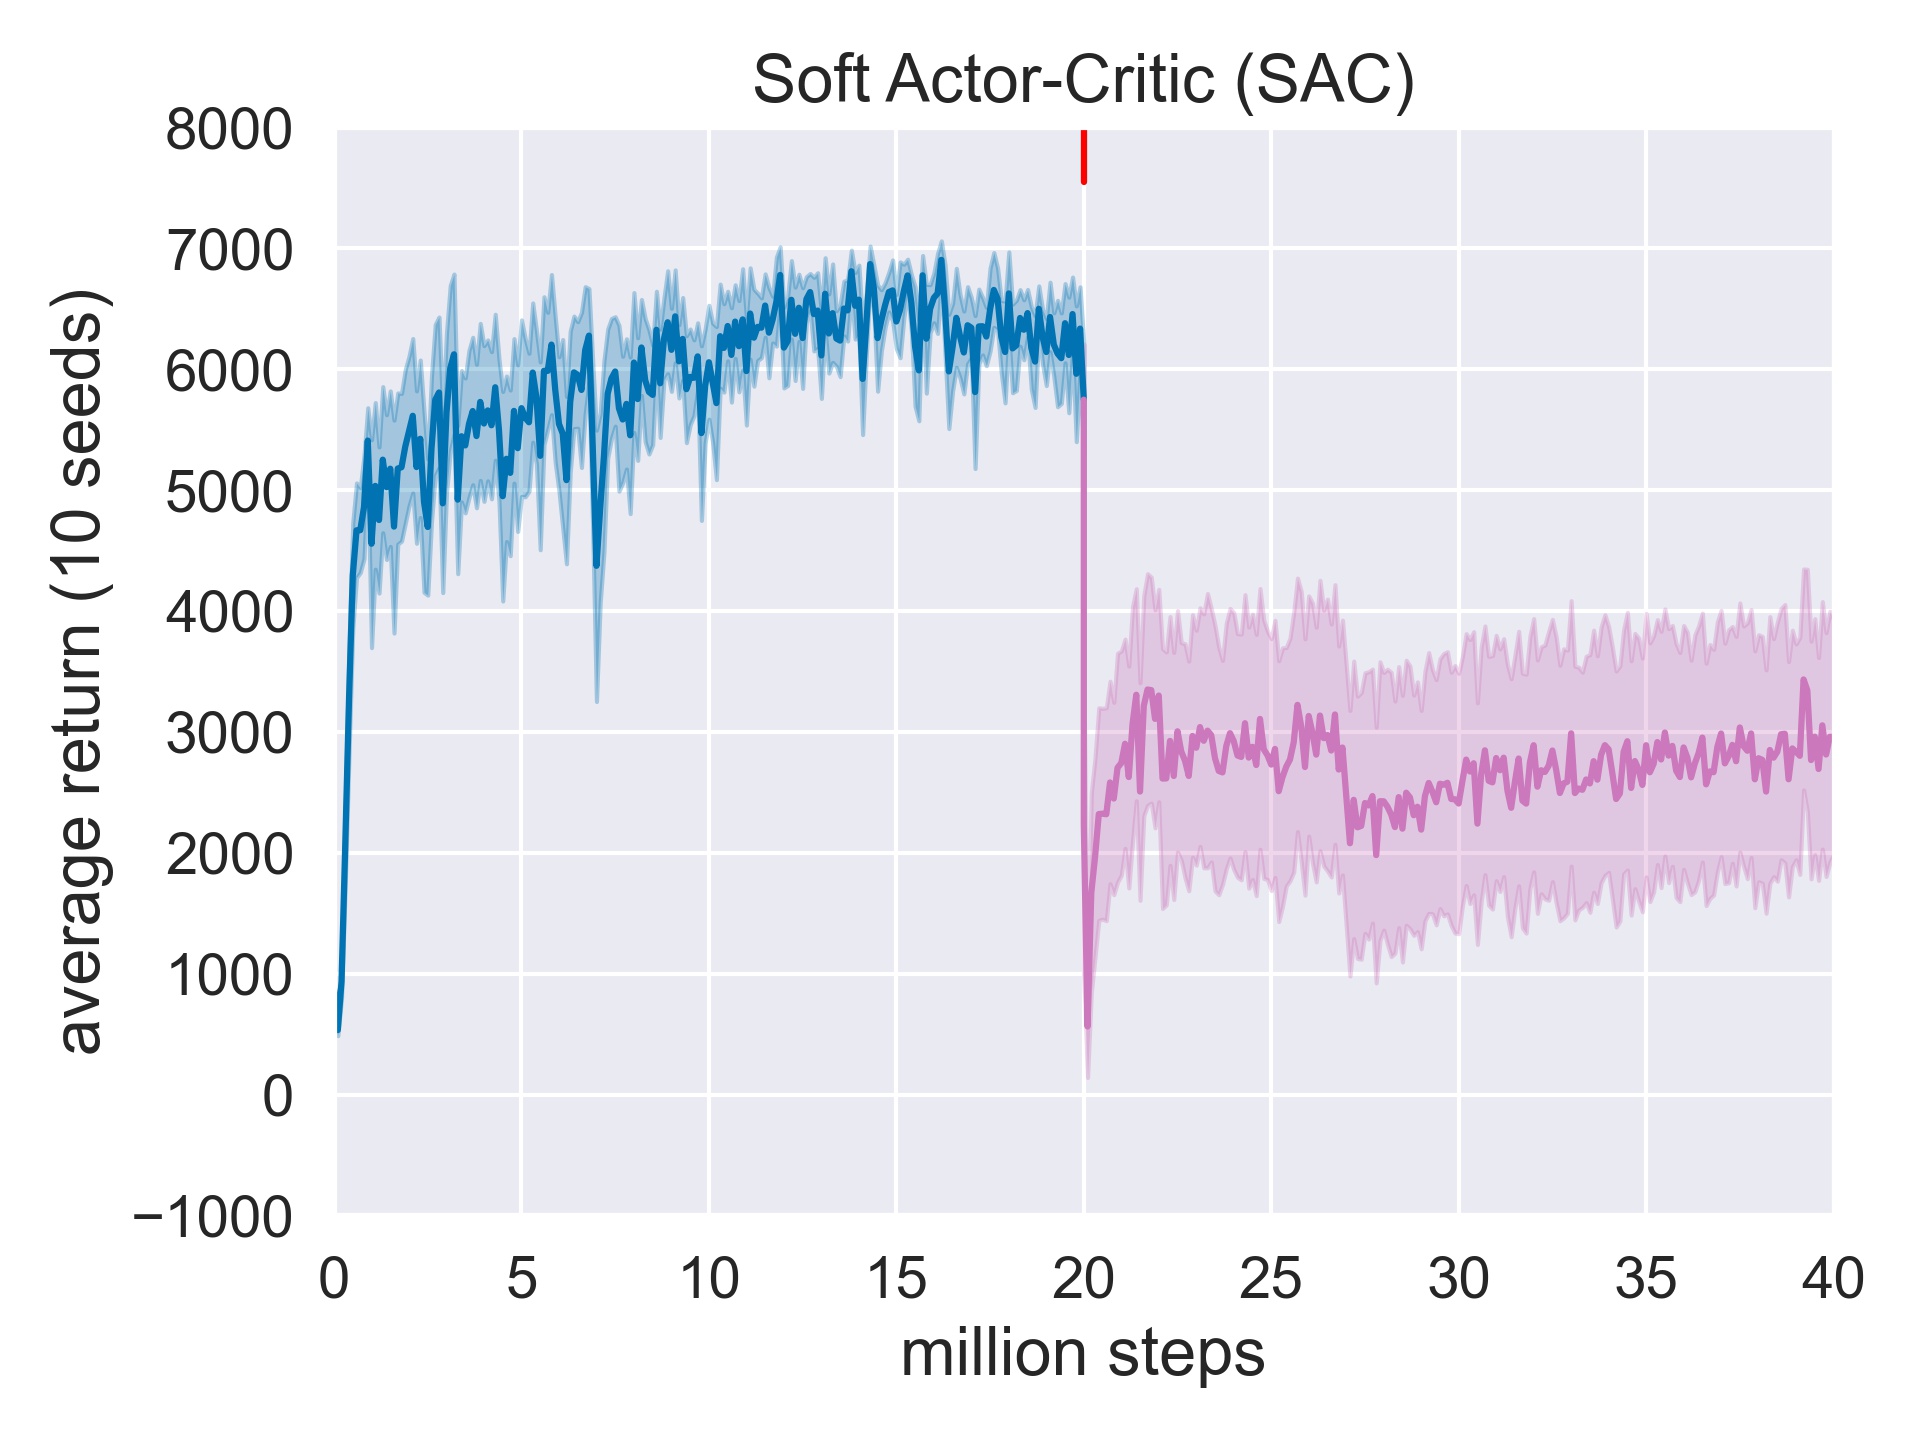 Soft Actor-Critic (SAC)
8000
7000
6000
5000
4000
3000
2000
1000
0
−1000
average return (10 seeds)
0 5 10 15 20 25 30 35 40
million steps